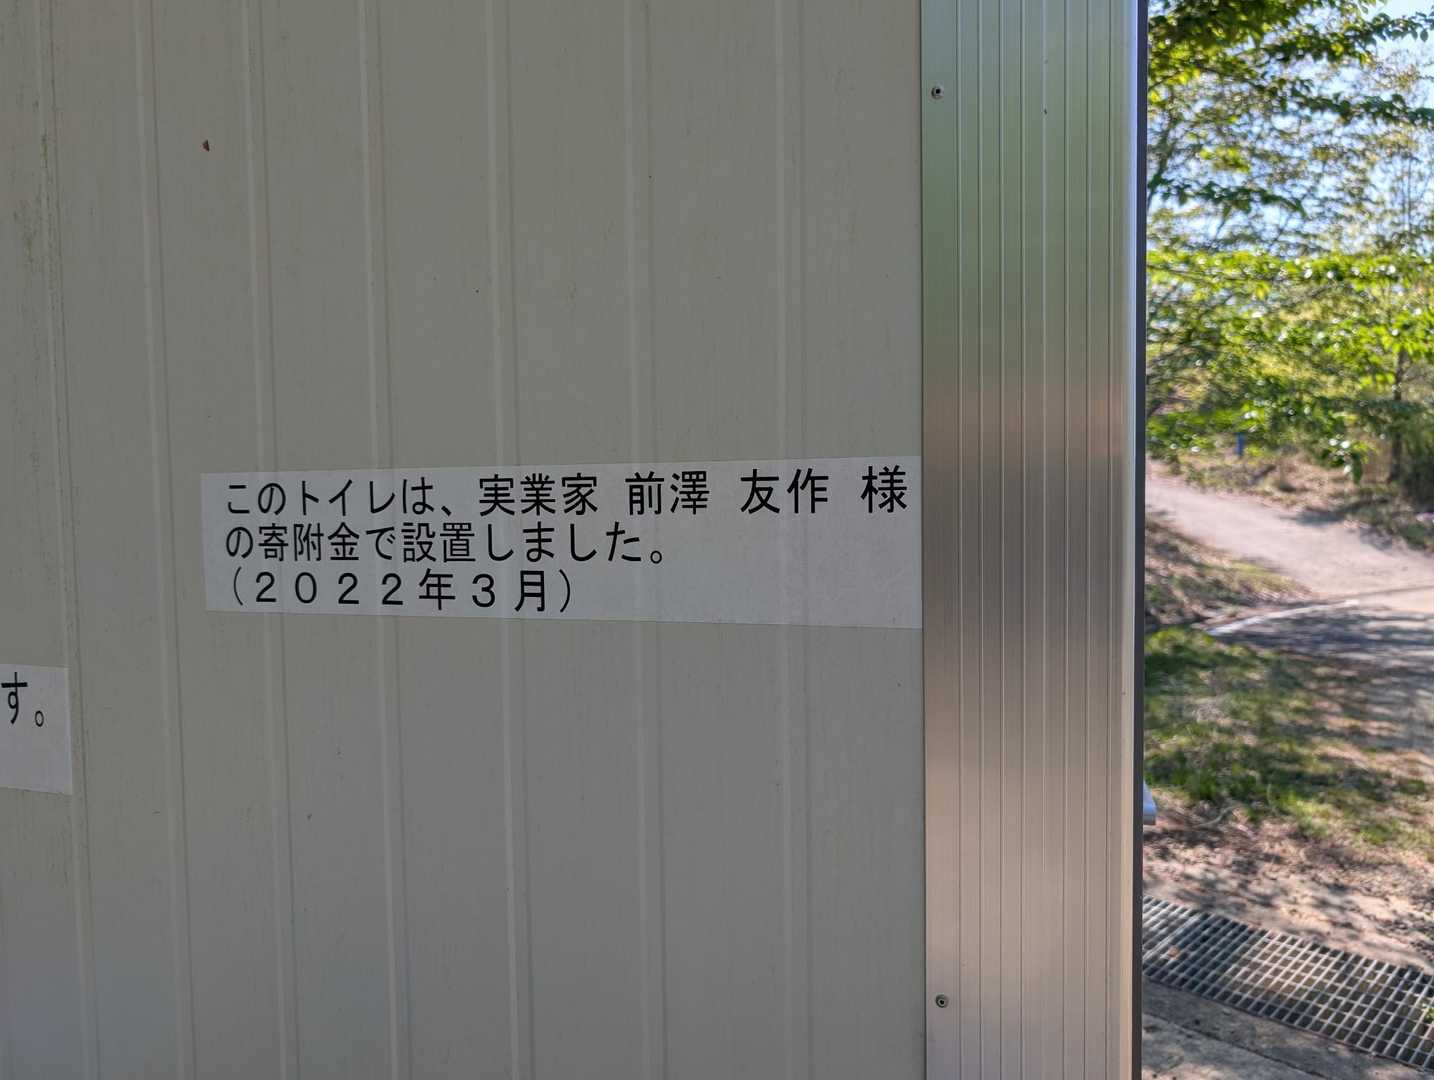 このトイレは、実業家 前澤 友作 様
の寄附金で設置しました。
（２０２２年３月）
す。